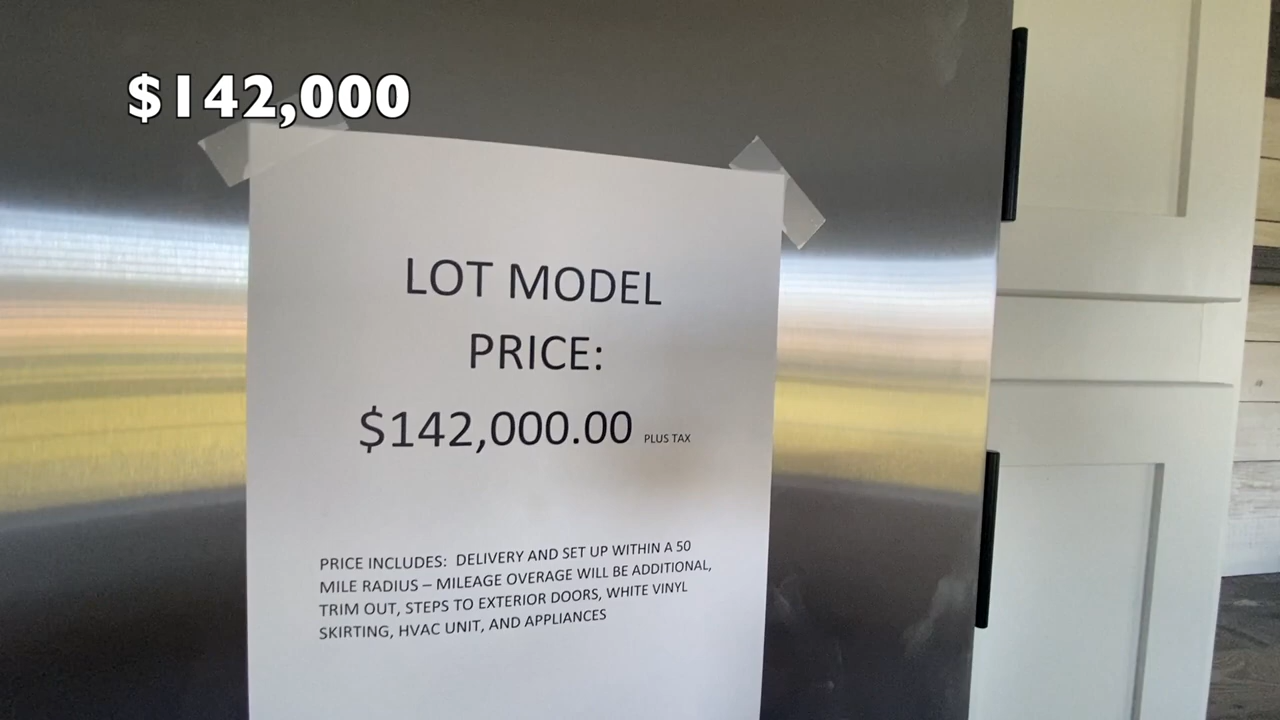 $142,000
LOT MODEL
PRICE:
$142,000.00 PLUS TAX
PRICE INCLUDES: DELIVERY AND SET UP WITHIN A 50
MILE RADIUS – MILEAGE OVERAGE WILL BE ADDITIONAL,
TRIM OUT, STEPS TO EXTERIOR DOORS, WHITE VINYL
SKIRTING, HVAC UNIT, AND APPLIANCES